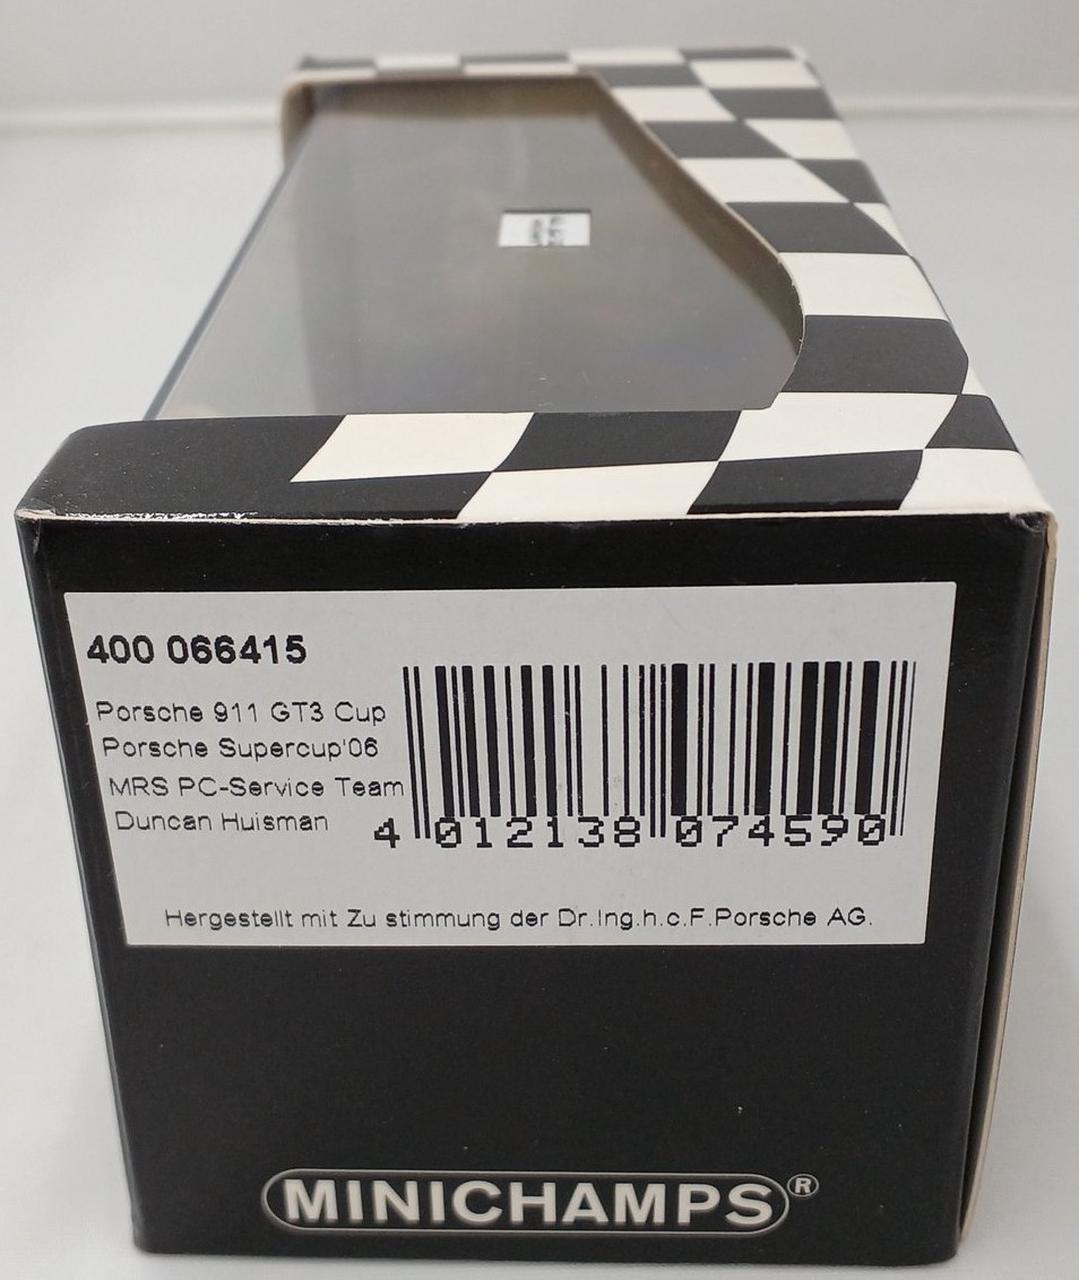 400 066415
Porsche 911 GT3 Cup
Porsche Supercup'06
MRS PC-Service Team
Duncan Huisman
4 012138 074590
Hergestellt mit Zu stimmung der Dr.Ing.h.c.F.Porsche AG.
MINICHAMPS®